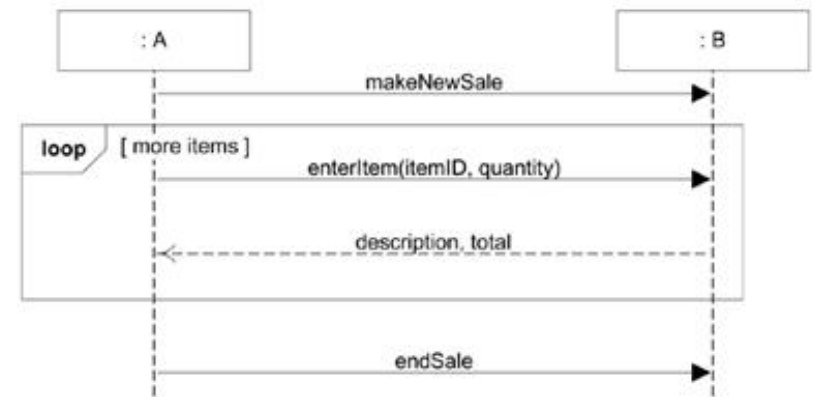 : A
: B
makeNewSale
loop
[ more items ]
enterItem(itemID, quantity)
description, total
endSale